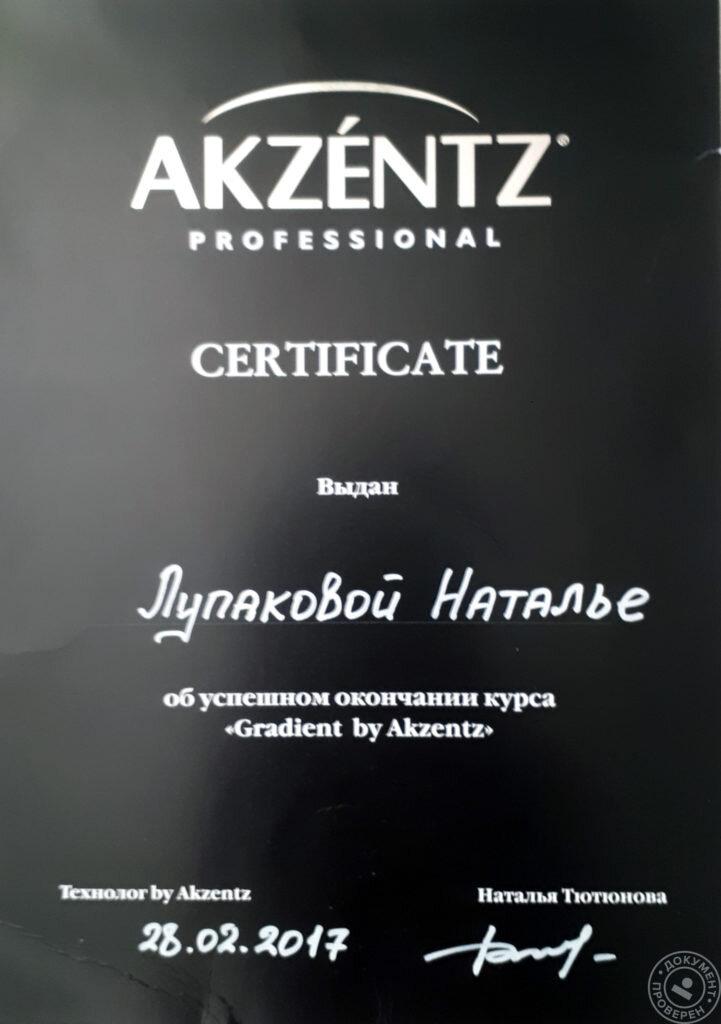 AKZÉNTZ®
PROFESSIONAL
CERTIFICATE
Выдан
Лупаковой Наталье
об успешном окончании курса
«Gradient by Akzentz»
Технолог by Akzentz
Наталья Тютюнова
28.02.2017
ДОКУМЕНТ
ПРОВЕРЕН